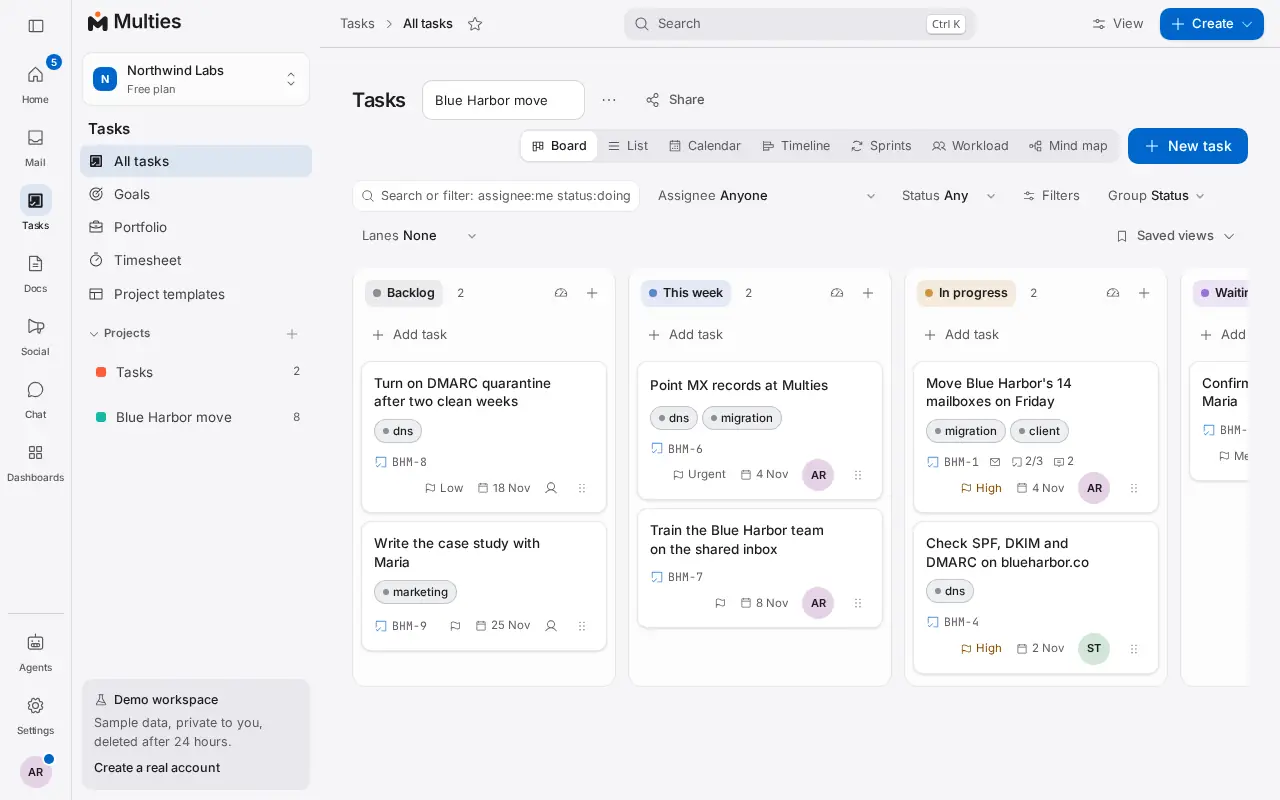 Multies
Tasks
All tasks
Search
Ctrl K
View
Create
5
Home
Mail
Tasks
Docs
Social
Chat
Dashboards
Agents
Settings
AR
N
Northwind Labs
Free plan
Tasks
All tasks
Goals
Portfolio
Timesheet
Project templates
Projects
Tasks 2
Blue Harbor move 8
Demo workspace
Sample data, private to you,
deleted after 24 hours.
Create a real account
Tasks
Blue Harbor move
Share
Board
List
Calendar
Timeline
Sprints
Workload
Mind map
New task
Search or filter: assignee:me status:doing
Assignee Anyone
Status Any
Filters
Group Status
Lanes None
Saved views
Backlog 2
Add task
Turn on DMARC quarantine
after two clean weeks
dns
BHM-8
Low 18 Nov
Write the case study with
Maria
marketing
BHM-9 25 Nov
This week 2
Add task
Point MX records at Multies
dns migration
BHM-6
Urgent 4 Nov AR
Train the Blue Harbor team
on the shared inbox
BHM-7
8 Nov AR
In progress 2
Add task
Move Blue Harbor's 14
mailboxes on Friday
migration client
BHM-1 2/3 2
High 4 Nov AR
Check SPF, DKIM and
DMARC on blueharbor.co
dns
BHM-4
High 2 Nov ST
Add
Maria
BHM-